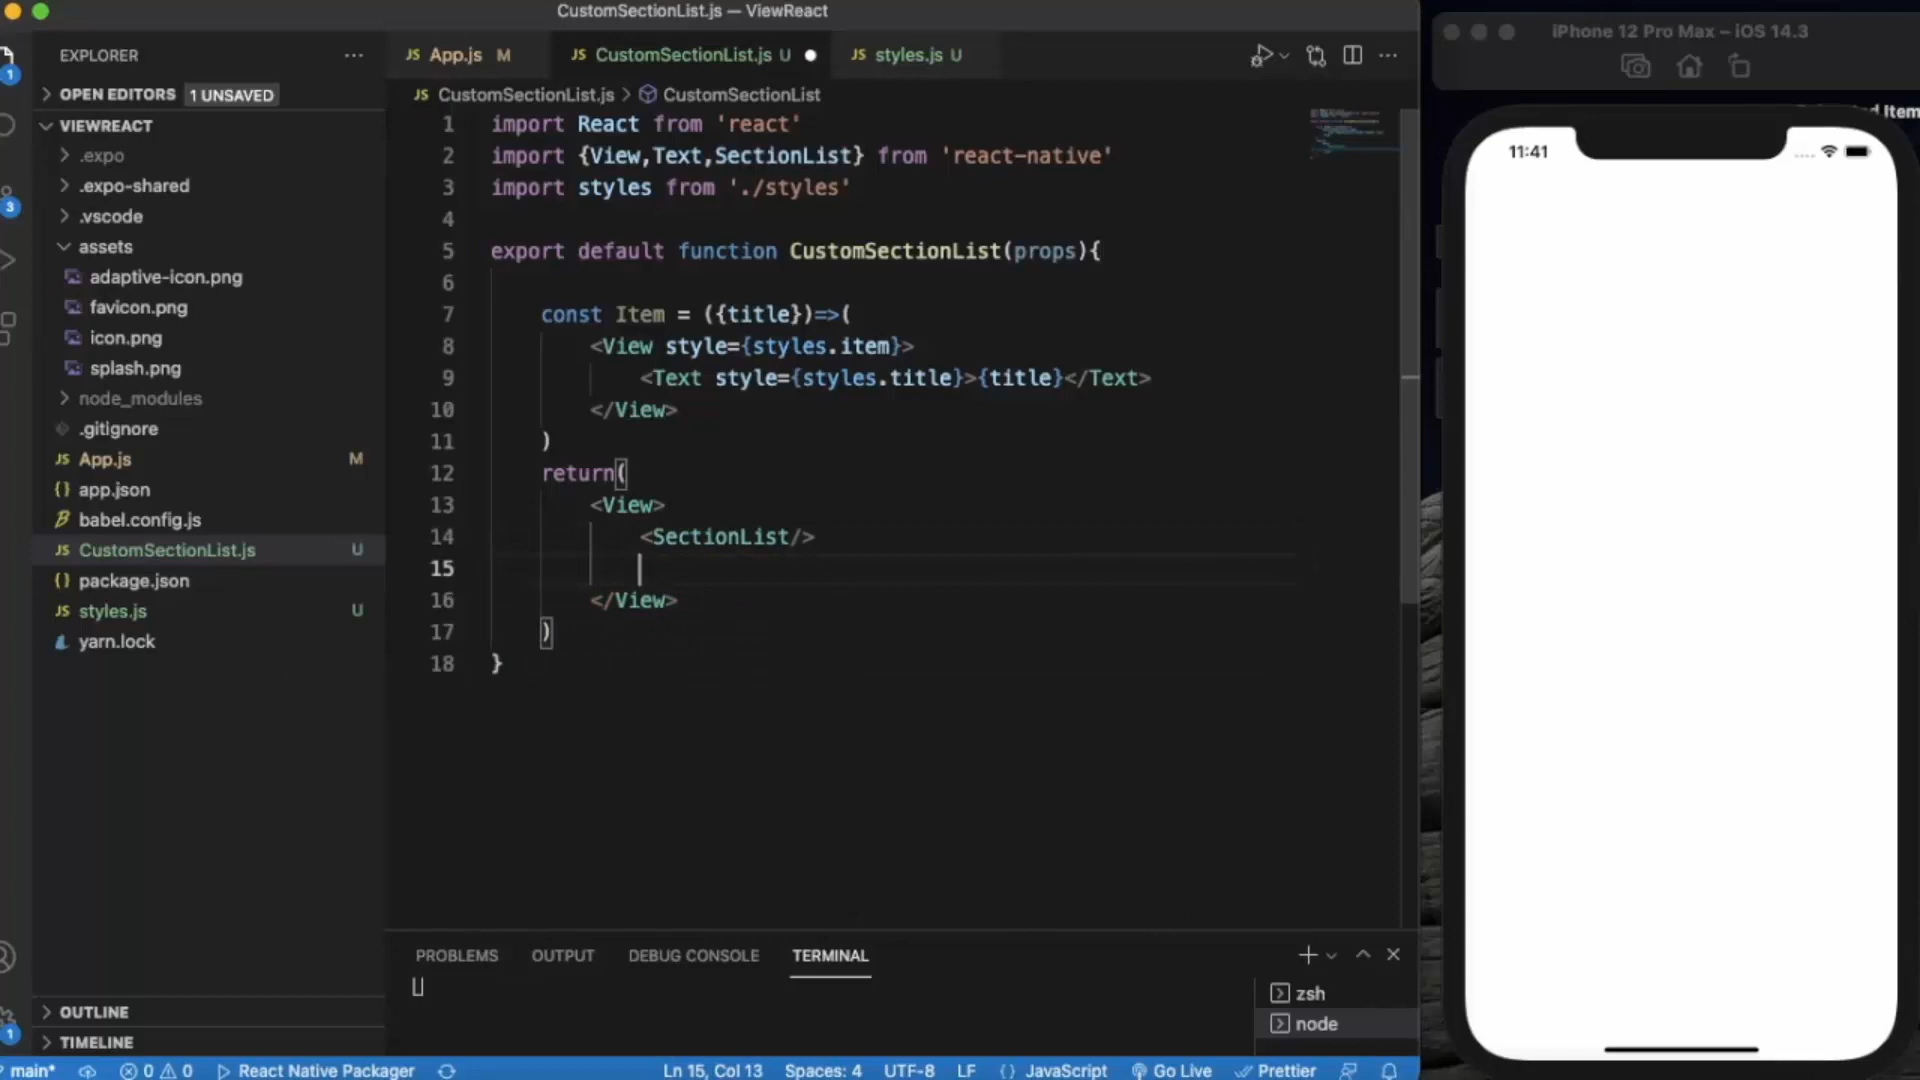 CustomSectionList.js — ViewReact
iPhone 12 Pro Max – iOS 14.3
EXPLORER
App.js M
CustomSectionList.js U
styles.js U
OPEN EDITORS 1 UNSAVED
VIEWREACT
.expo
.expo-shared
.vscode
assets
adaptive-icon.png
favicon.png
icon.png
splash.png
node_modules
.gitignore
JS App.js M
{} app.json
babel.config.js
JS CustomSectionList.js U
{} package.json
JS styles.js U
yarn.lock
OUTLINE
TIMELINE
1
3
1
JS CustomSectionList.js > CustomSectionList
1 import React from 'react'
2 import {View,Text,SectionList} from 'react-native'
3 import styles from './styles'
4
5 export default function CustomSectionList(props){
6
7 const Item = ({title})=>(
8 <View style={styles.item}>
9 <Text style={styles.title}>{title}</Text>
10 </View>
11 )
12 return(
13 <View>
14 <SectionList/>
15
16 </View>
17 )
18 }
PROBLEMS OUTPUT DEBUG CONSOLE TERMINAL
zsh
node
main* 0 0 React Native Packager Ln 15, Col 13 Spaces: 4 UTF-8 LF {} JavaScript Go Live Prettier
Item
11:41